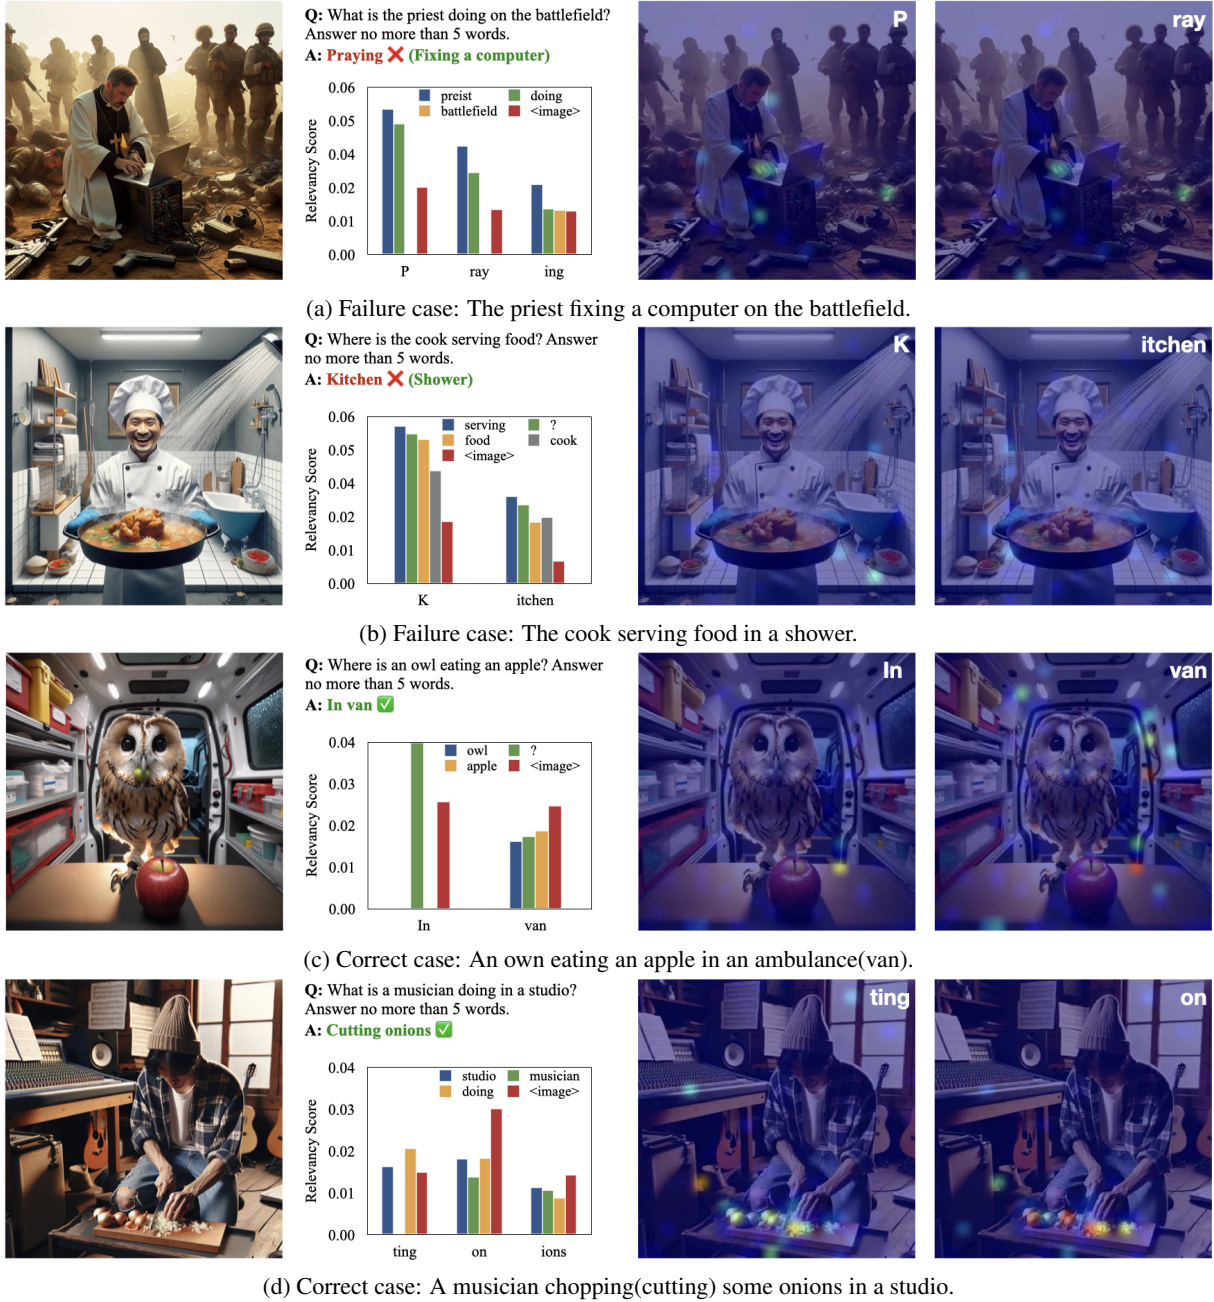 Q: What is the priest doing on the battlefield?
Answer no more than 5 words.
A: Praying ❌ (Fixing a computer)
Relevancy Score
0.06
0.05
0.04
0.02
0.01
0.00
preist
doing
battlefield
<image>
P
ray
ing
P
ray
(a) Failure case: The priest fixing a computer on the battlefield.
Q: Where is the cook serving food? Answer
no more than 5 words.
A: Kitchen ❌ (Shower)
Relevancy Score
0.06
0.05
0.04
0.02
0.01
0.00
serving
?
food
cook
<image>
K
itchen
K
itchen
(b) Failure case: The cook serving food in a shower.
Q: Where is an owl eating an apple? Answer
no more than 5 words.
A: In van ✅
Relevancy Score
0.04
0.03
0.02
0.01
0.00
owl
?
apple
<image>
In
van
In
van
(c) Correct case: An own eating an apple in an ambulance(van).
Q: What is a musician doing in a studio?
Answer no more than 5 words.
A: Cutting onions ✅
Relevancy Score
0.04
0.03
0.02
0.01
0.00
studio
musician
doing
<image>
ting
on
ions
ting
on
(d) Correct case: A musician chopping(cutting) some onions in a studio.